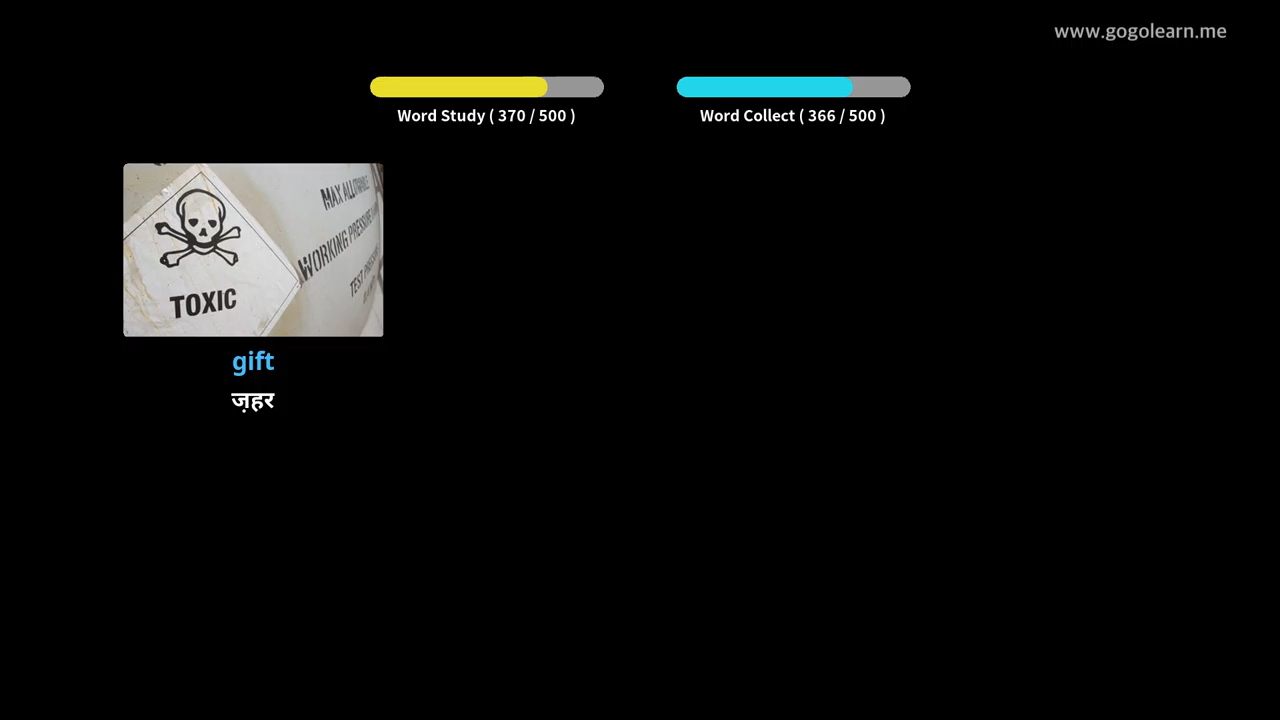 www.gogolearn.me
Word Study ( 370 / 500 )
Word Collect ( 366 / 500 )
MAX ALLOWABLE
WORKING PRESSURE
TEST
TOXIC
gift
ज़हर